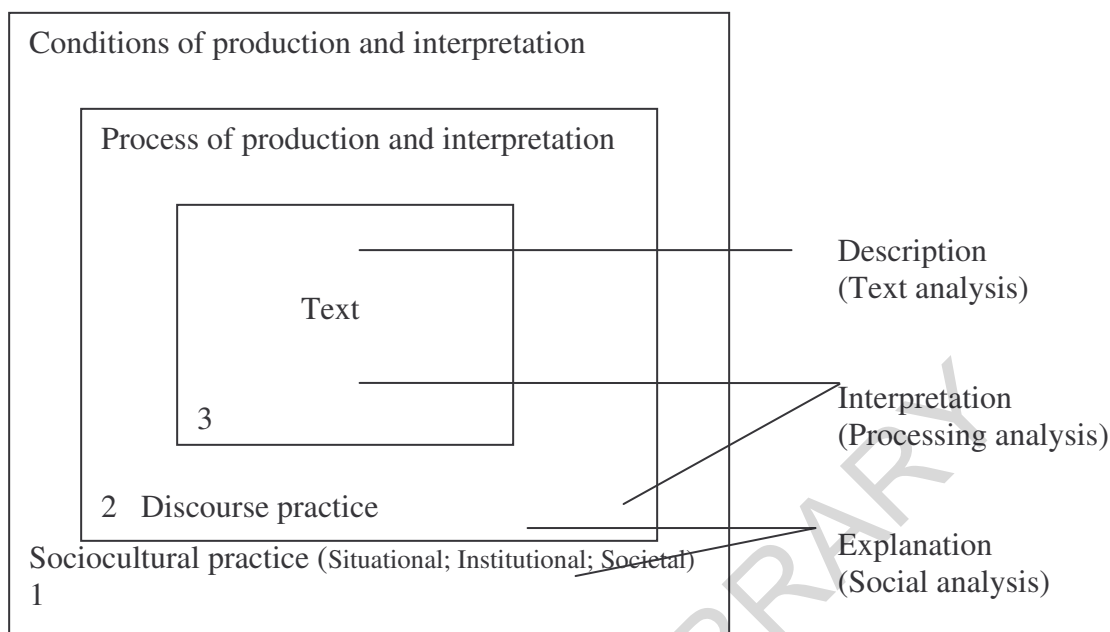 Conditions of production and interpretation
Process of production and interpretation
Text
3
2 Discourse practice
Sociocultural practice (Situational; Institutional; Societal)
1
Description
(Text analysis)
Interpretation
(Processing analysis)
Explanation
(Social analysis)